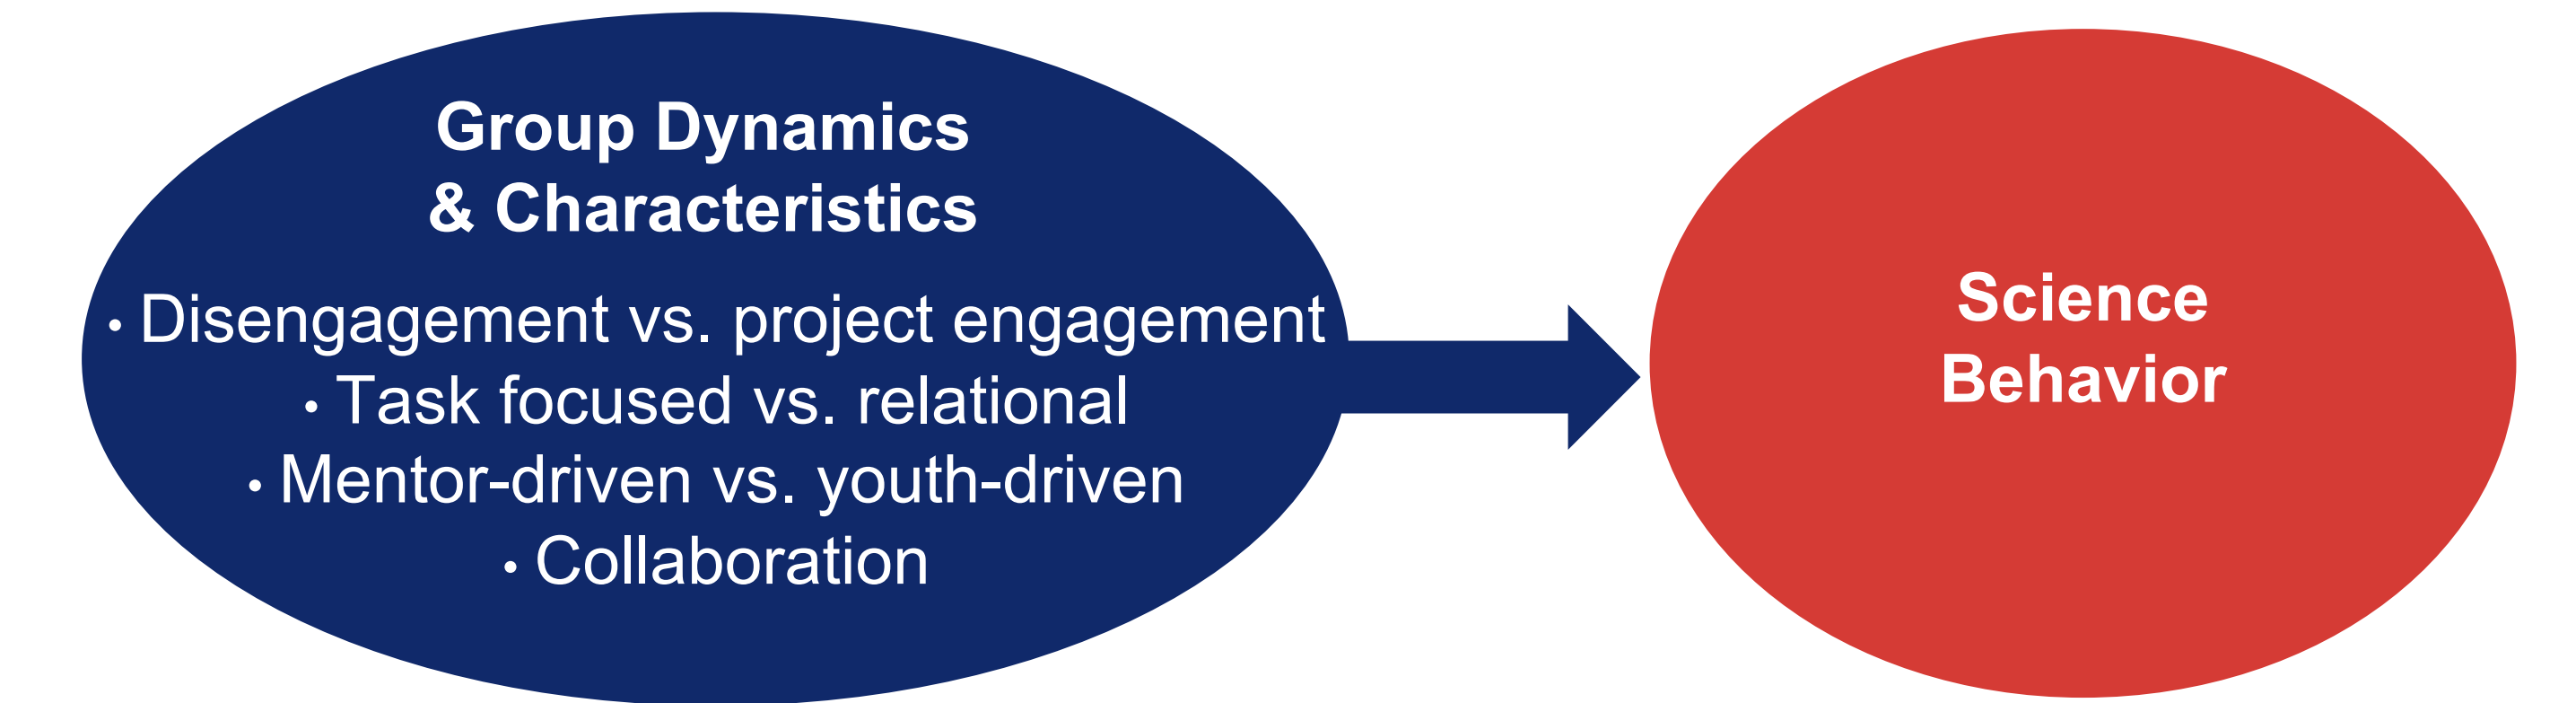 Group Dynamics
& Characteristics
• Disengagement vs. project engagement
• Task focused vs. relational
• Mentor-driven vs. youth-driven
• Collaboration
Science
Behavior